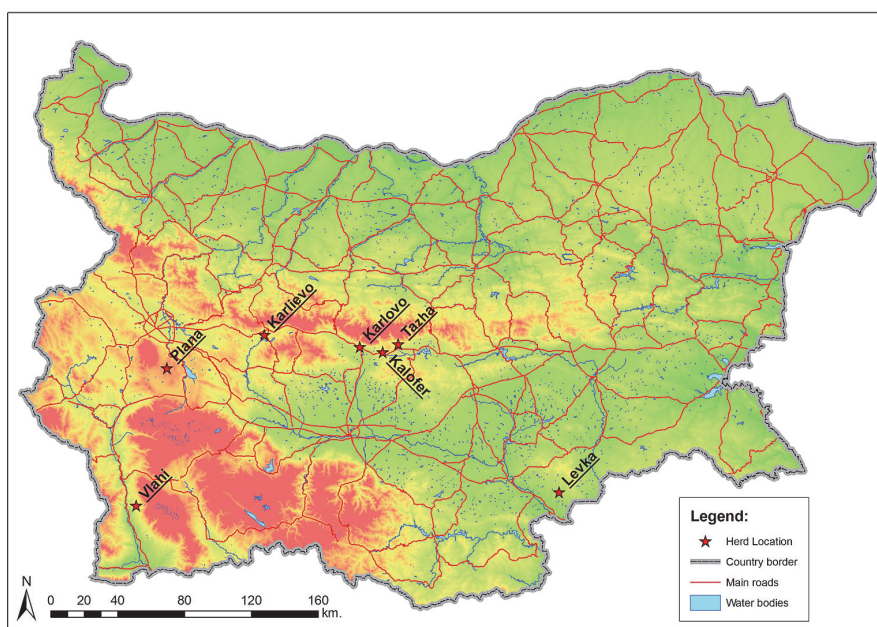 Karlievo
Karlovo
Tazha
Plana
Kalofer
Levka
Vlahi
Legend:
Herd Location
Country border
Main roads
Water bodies
N
0 20 40 80 120 160
km.